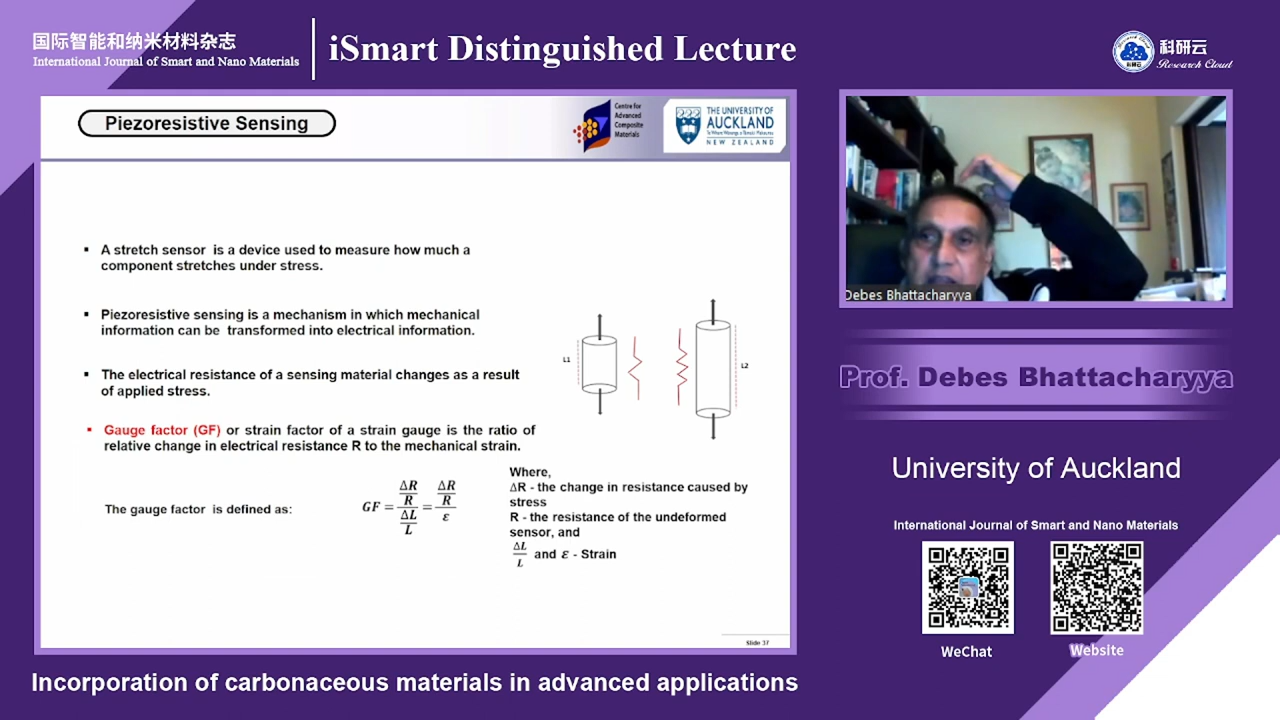 国际智能和纳米材料杂志
International Journal of Smart and Nano Materials
iSmart Distinguished Lecture
科研云
Research Cloud
Piezoresistive Sensing
Centre for
Advanced
Composite
Materials
THE UNIVERSITY OF
AUCKLAND
Te Whare Wānanga o Tāmaki Makaurau
NEW ZEALAND
▪ A stretch sensor is a device used to measure how much a
component stretches under stress.
▪ Piezoresistive sensing is a mechanism in which mechanical
information can be transformed into electrical information.
▪ The electrical resistance of a sensing material changes as a result
of applied stress.
▪ Gauge factor (GF) or strain factor of a strain gauge is the ratio of
relative change in electrical resistance R to the mechanical strain.
L1
L2
The gauge factor is defined as:
GF = (ΔR/R)/(ΔL/L) = (ΔR/R)/ε
Where,
ΔR - the change in resistance caused by
stress
R - the resistance of the undeformed
sensor, and
ΔL/L and ε - Strain
Slide 37
Debes Bhattacharyya
Prof. Debes Bhattacharyya
University of Auckland
International Journal of Smart and Nano Materials
WeChat
Website
Incorporation of carbonaceous materials in advanced applications